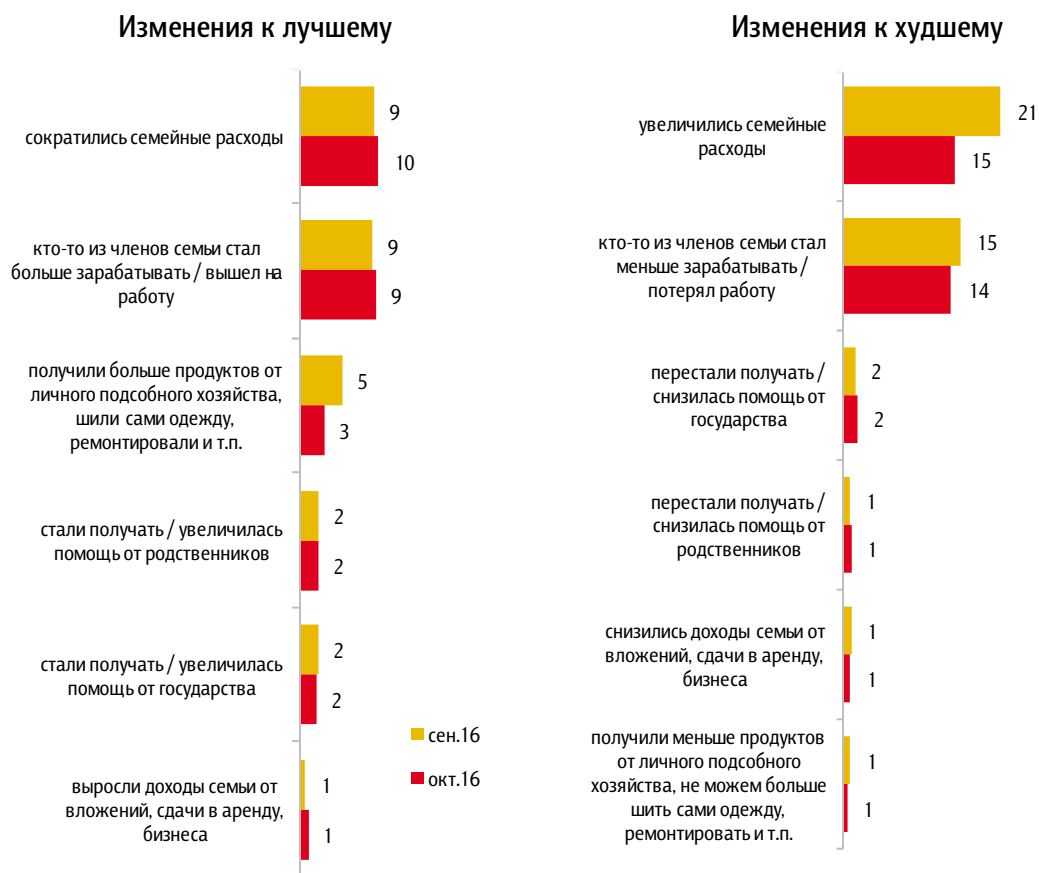 Изменения к лучшему
сократились семейные расходы
9
10
кто-то из членов семьи стал
больше зарабатывать / вышел на
работу
9
9
получили больше продуктов от
личного подсобного хозяйства,
шили сами одежду,
ремонтировали и т.п.
5
3
стали получать / увеличилась
помощь от родственников
2
2
стали получать / увеличилась
помощь от государства
2
2
выросли доходы семьи от
вложений, сдачи в аренду,
бизнеса
1
1
сен.16
окт.16
Изменения к худшему
увеличились семейные
расходы
21
15
кто-то из членов семьи стал
меньше зарабатывать /
потерял работу
15
14
перестали получать /
снизилась помощь от
государства
2
2
перестали получать /
снизилась помощь от
родственников
1
1
снизились доходы семьи от
вложений, сдачи в аренду,
бизнеса
1
1
получили меньше продуктов
от личного подсобного
хозяйства, не можем больше
шить сами одежду,
ремонтировать и т.п.
1
1